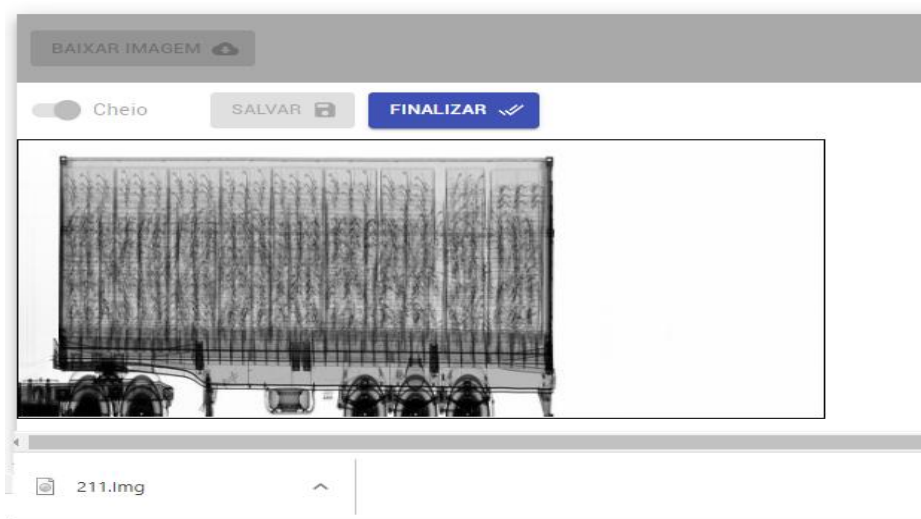 BAIXAR IMAGEM
Cheio
SALVAR
FINALIZAR
211.Img